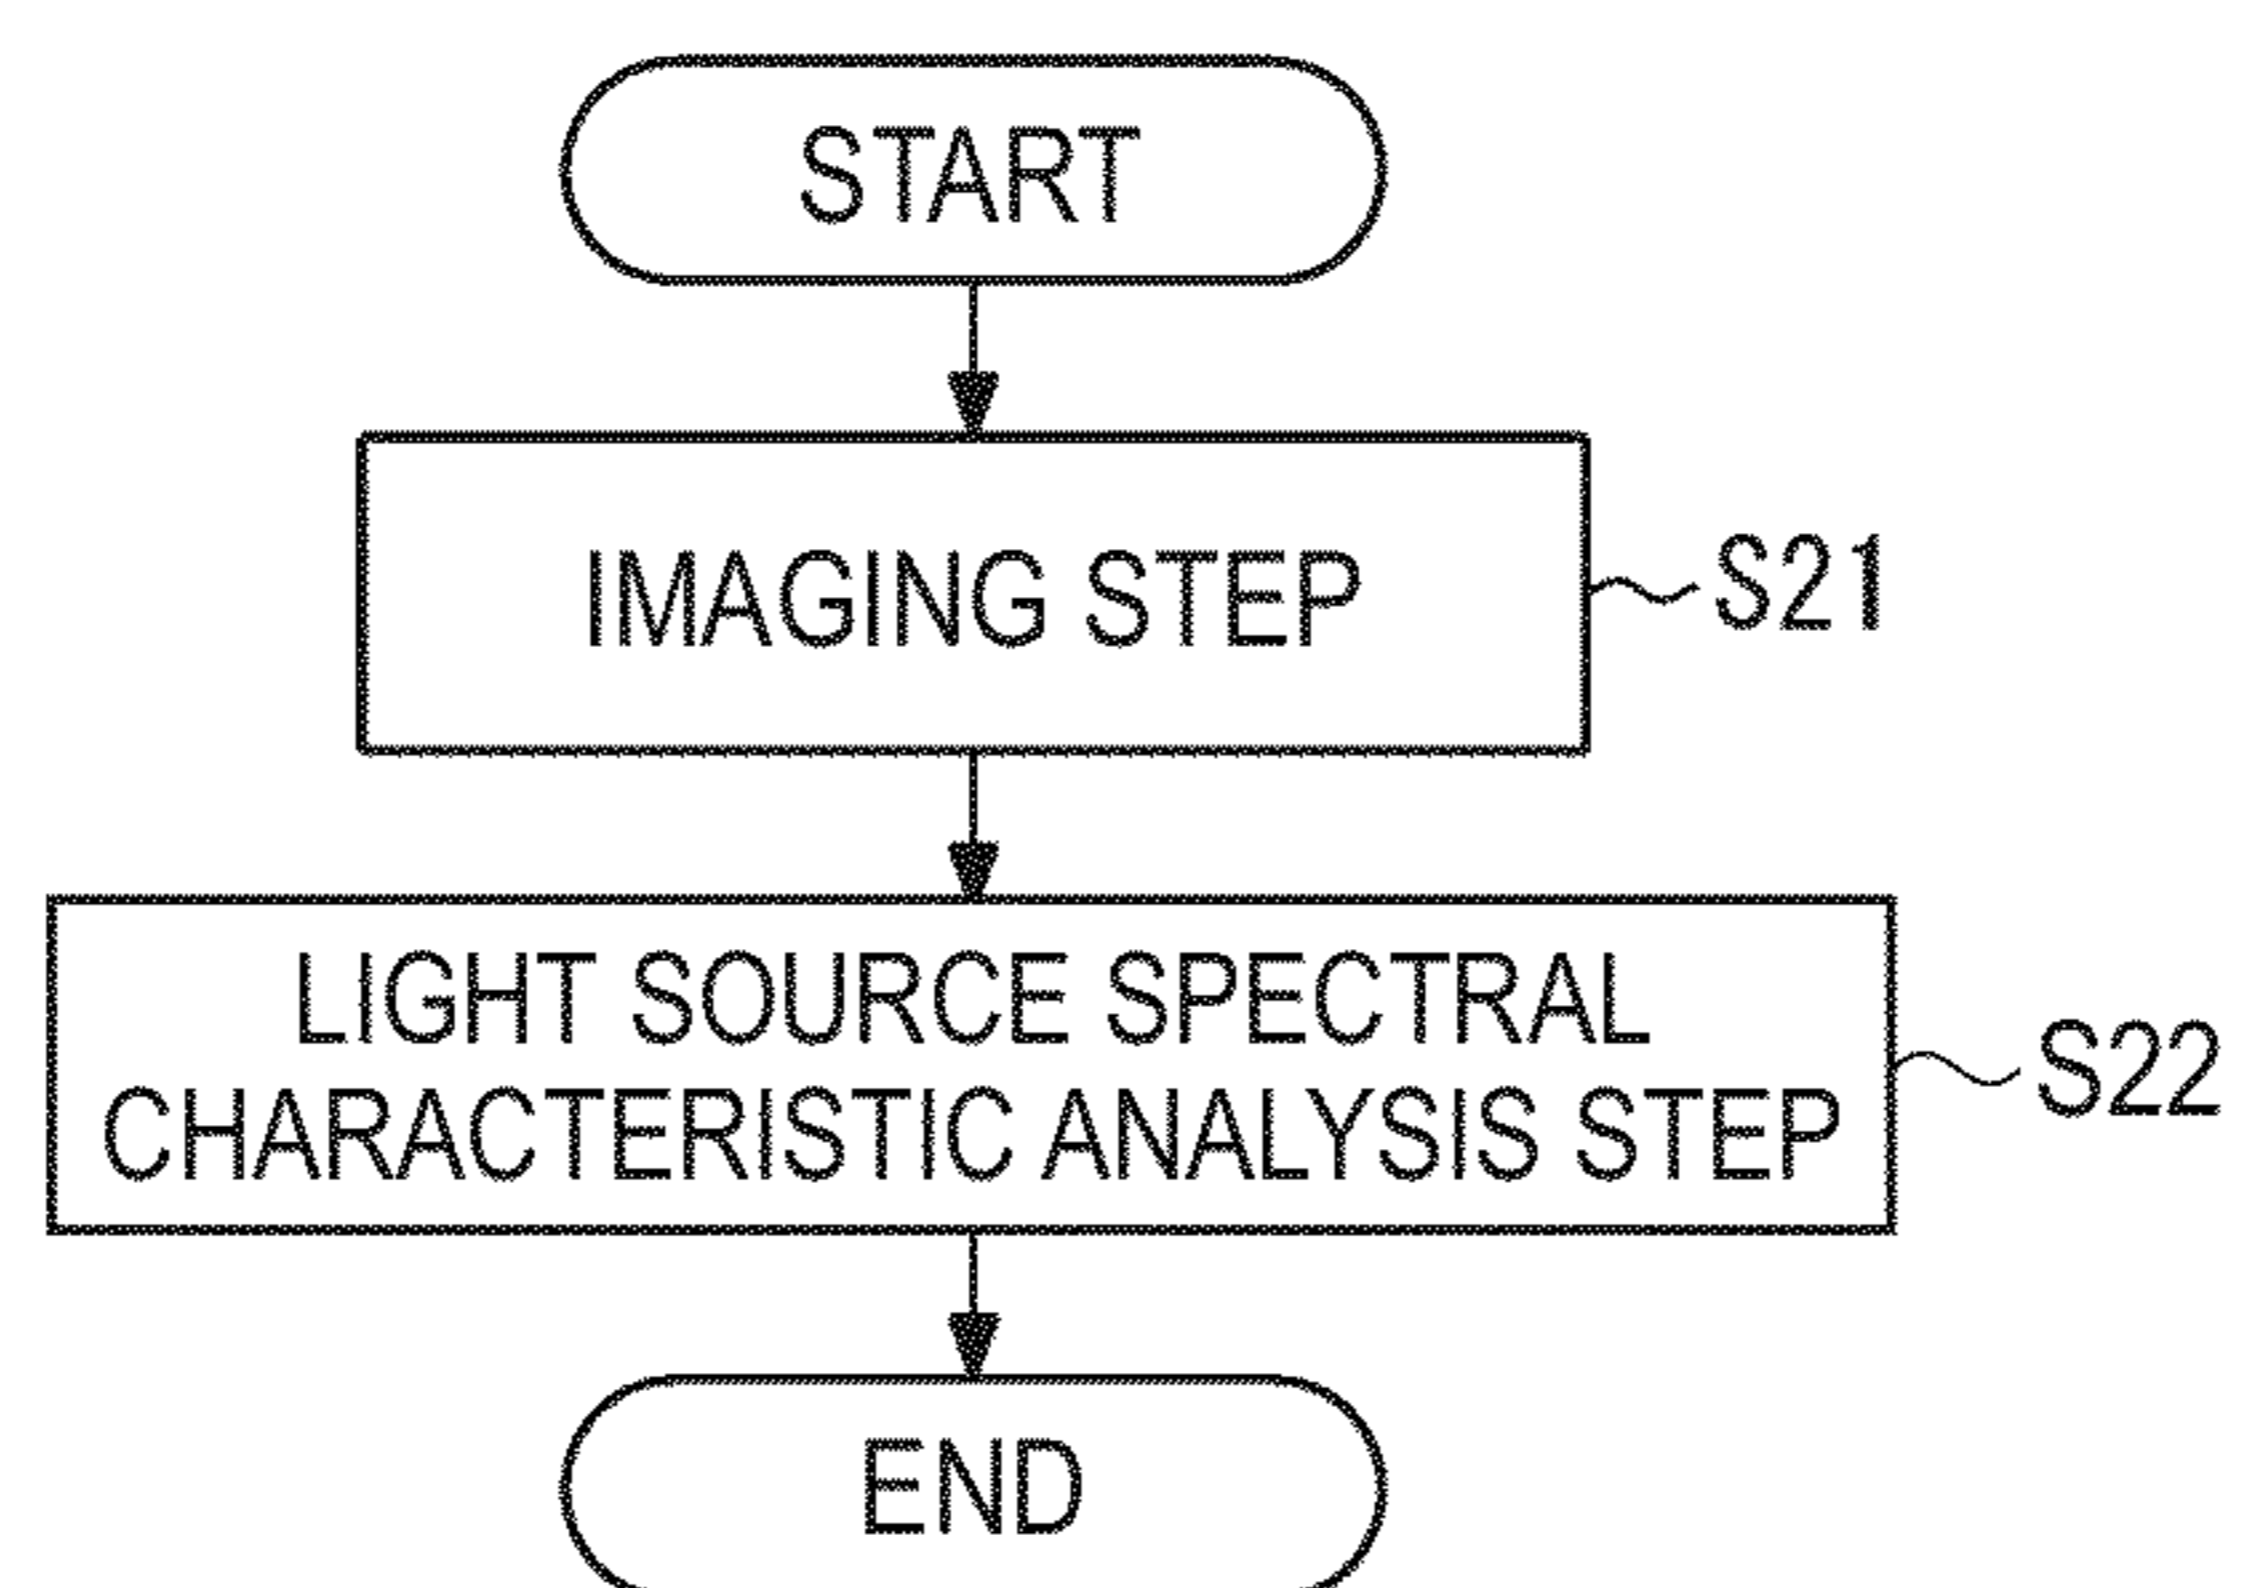 START
IMAGING STEP
S21
LIGHT SOURCE SPECTRAL
CHARACTERISTIC ANALYSIS STEP
S22
END